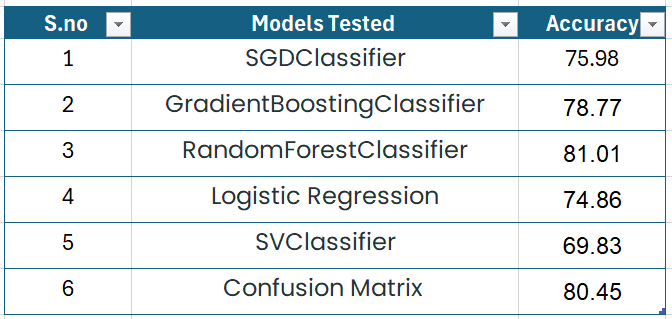 S.no Models Tested Accuracy
1 SGDClassifier 75.98
2 GradientBoostingClassifier 78.77
3 RandomForestClassifier 81.01
4 Logistic Regression 74.86
5 SVClassifier 69.83
6 Confusion Matrix 80.45